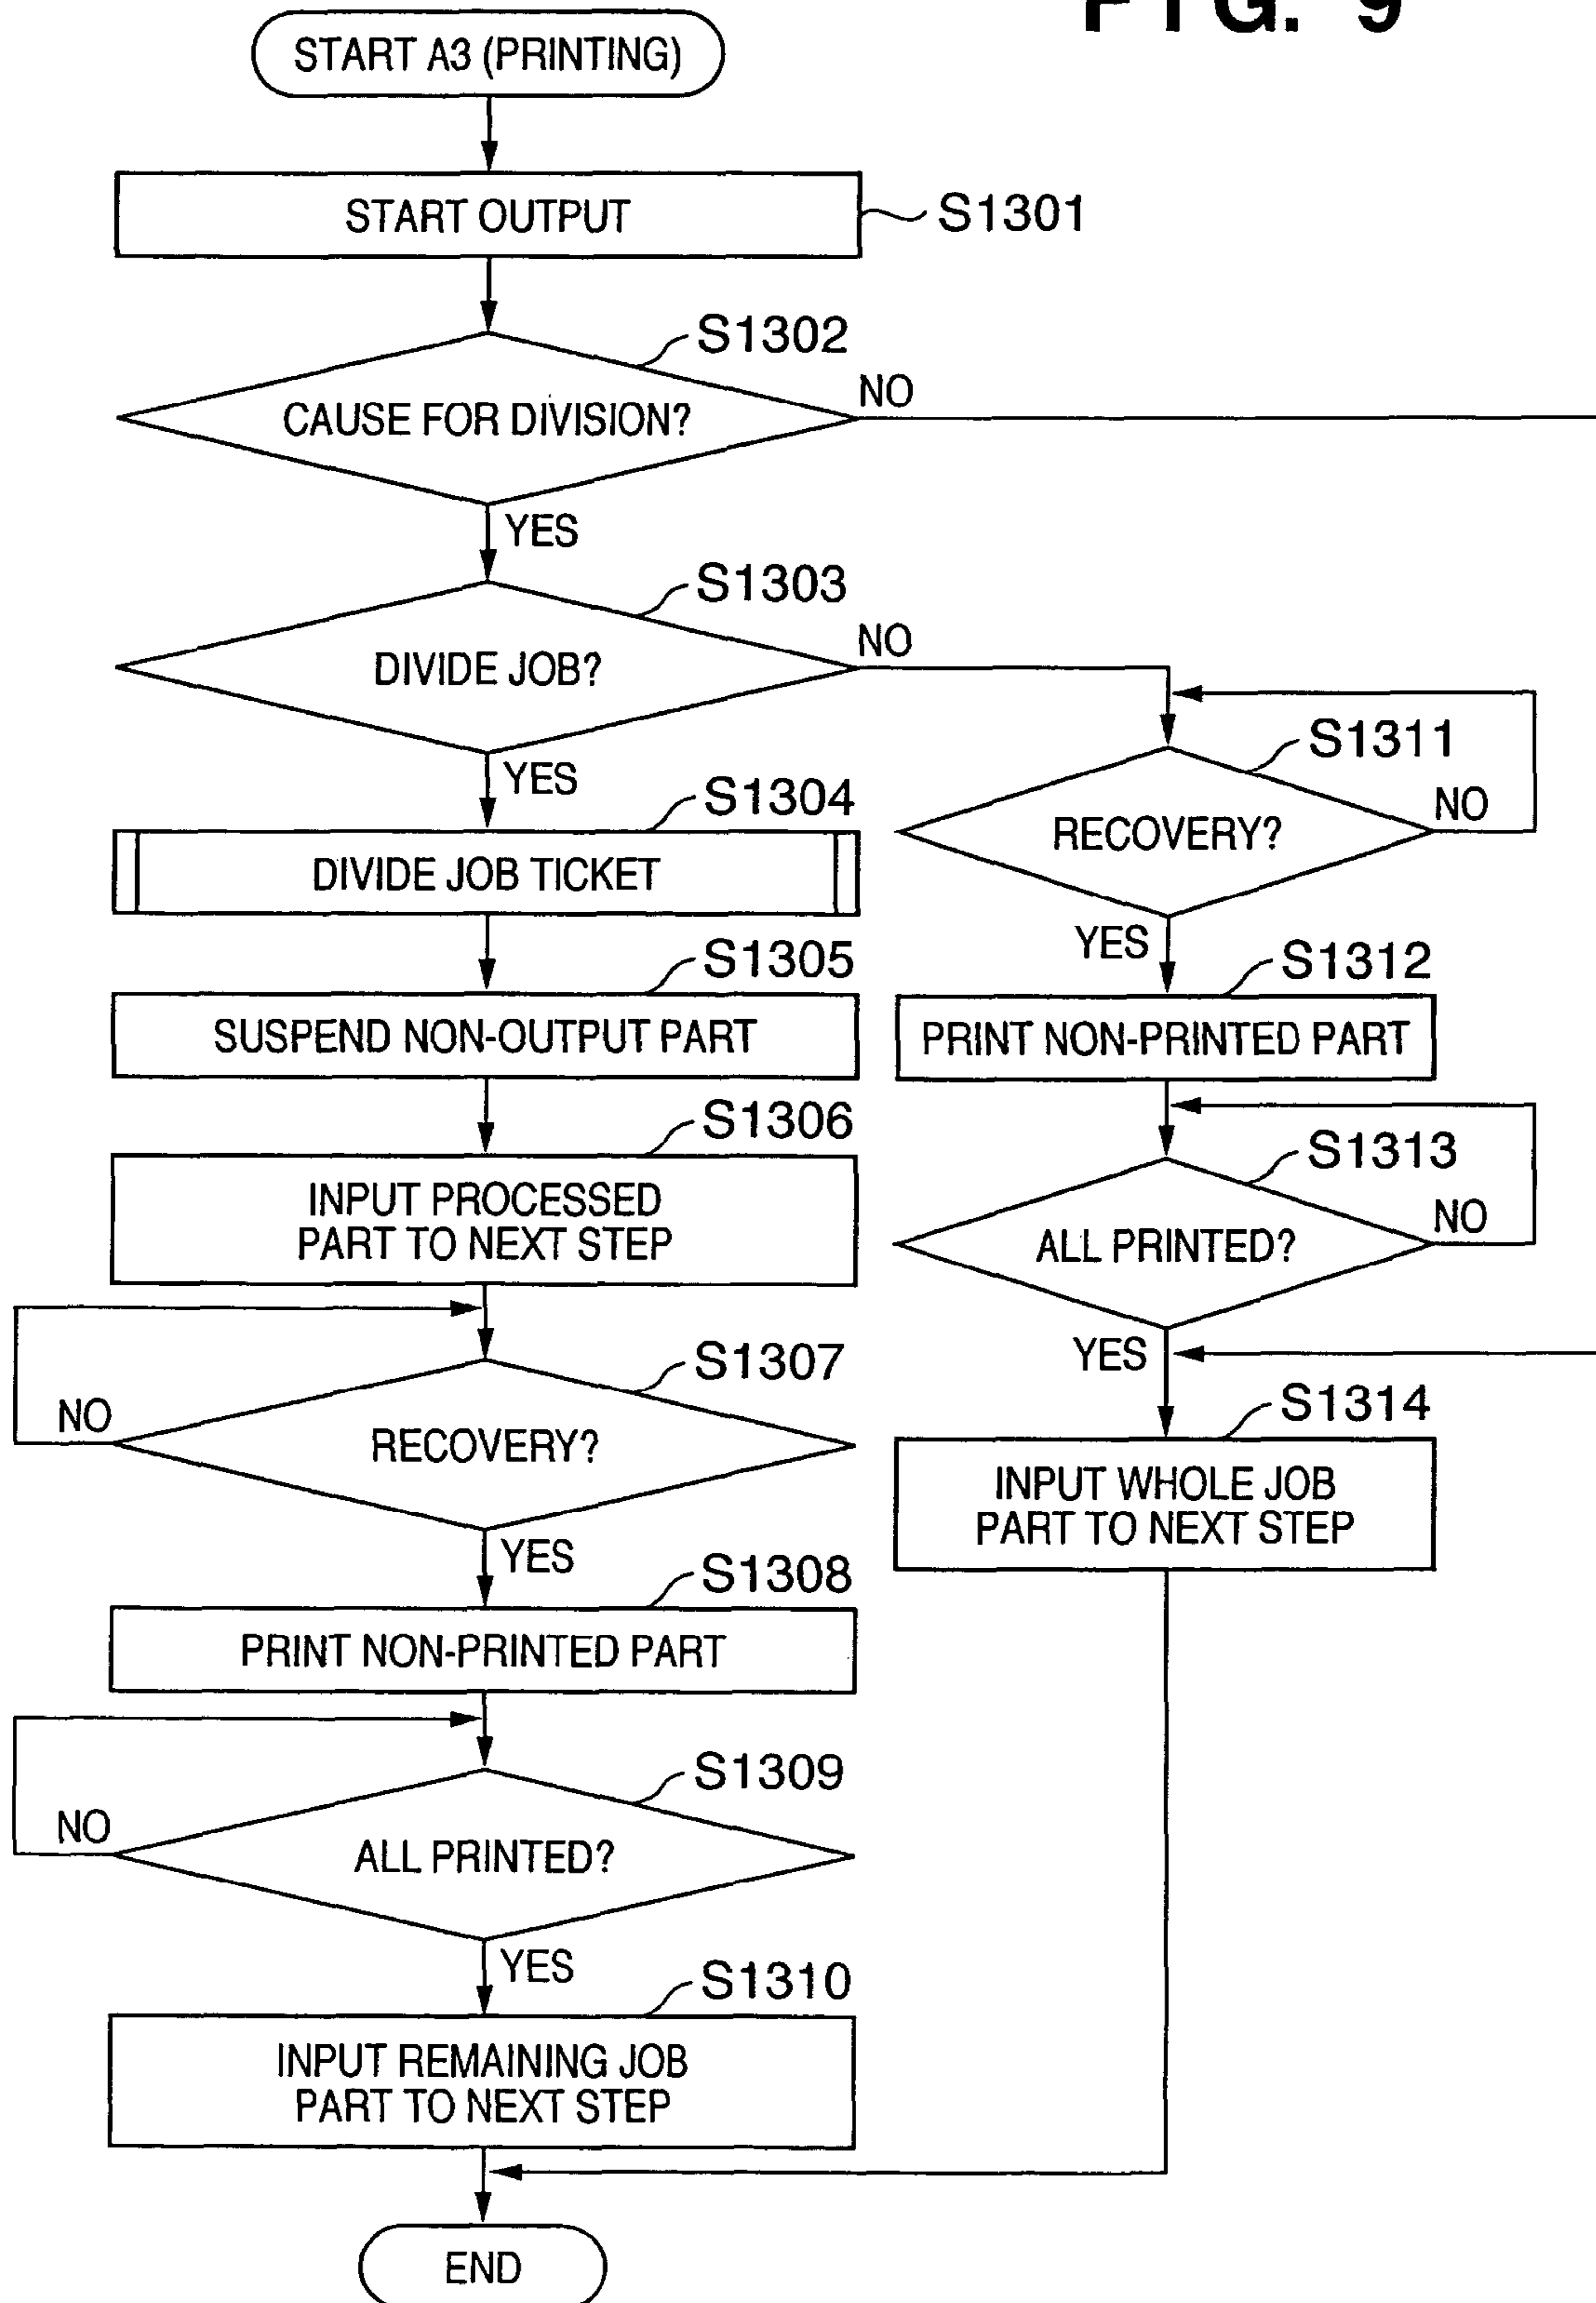 FIG. 9
START A3 (PRINTING)
START OUTPUT
S1301
S1302
CAUSE FOR DIVISION?
NO
YES
S1303
DIVIDE JOB?
NO
YES
S1304
DIVIDE JOB TICKET
S1305
SUSPEND NON-OUTPUT PART
S1306
INPUT PROCESSED
PART TO NEXT STEP
S1307
RECOVERY?
NO
YES
S1308
PRINT NON-PRINTED PART
S1309
ALL PRINTED?
NO
YES
S1310
INPUT REMAINING JOB
PART TO NEXT STEP
END
S1311
RECOVERY?
NO
YES
S1312
PRINT NON-PRINTED PART
S1313
ALL PRINTED?
NO
YES
S1314
INPUT WHOLE JOB
PART TO NEXT STEP